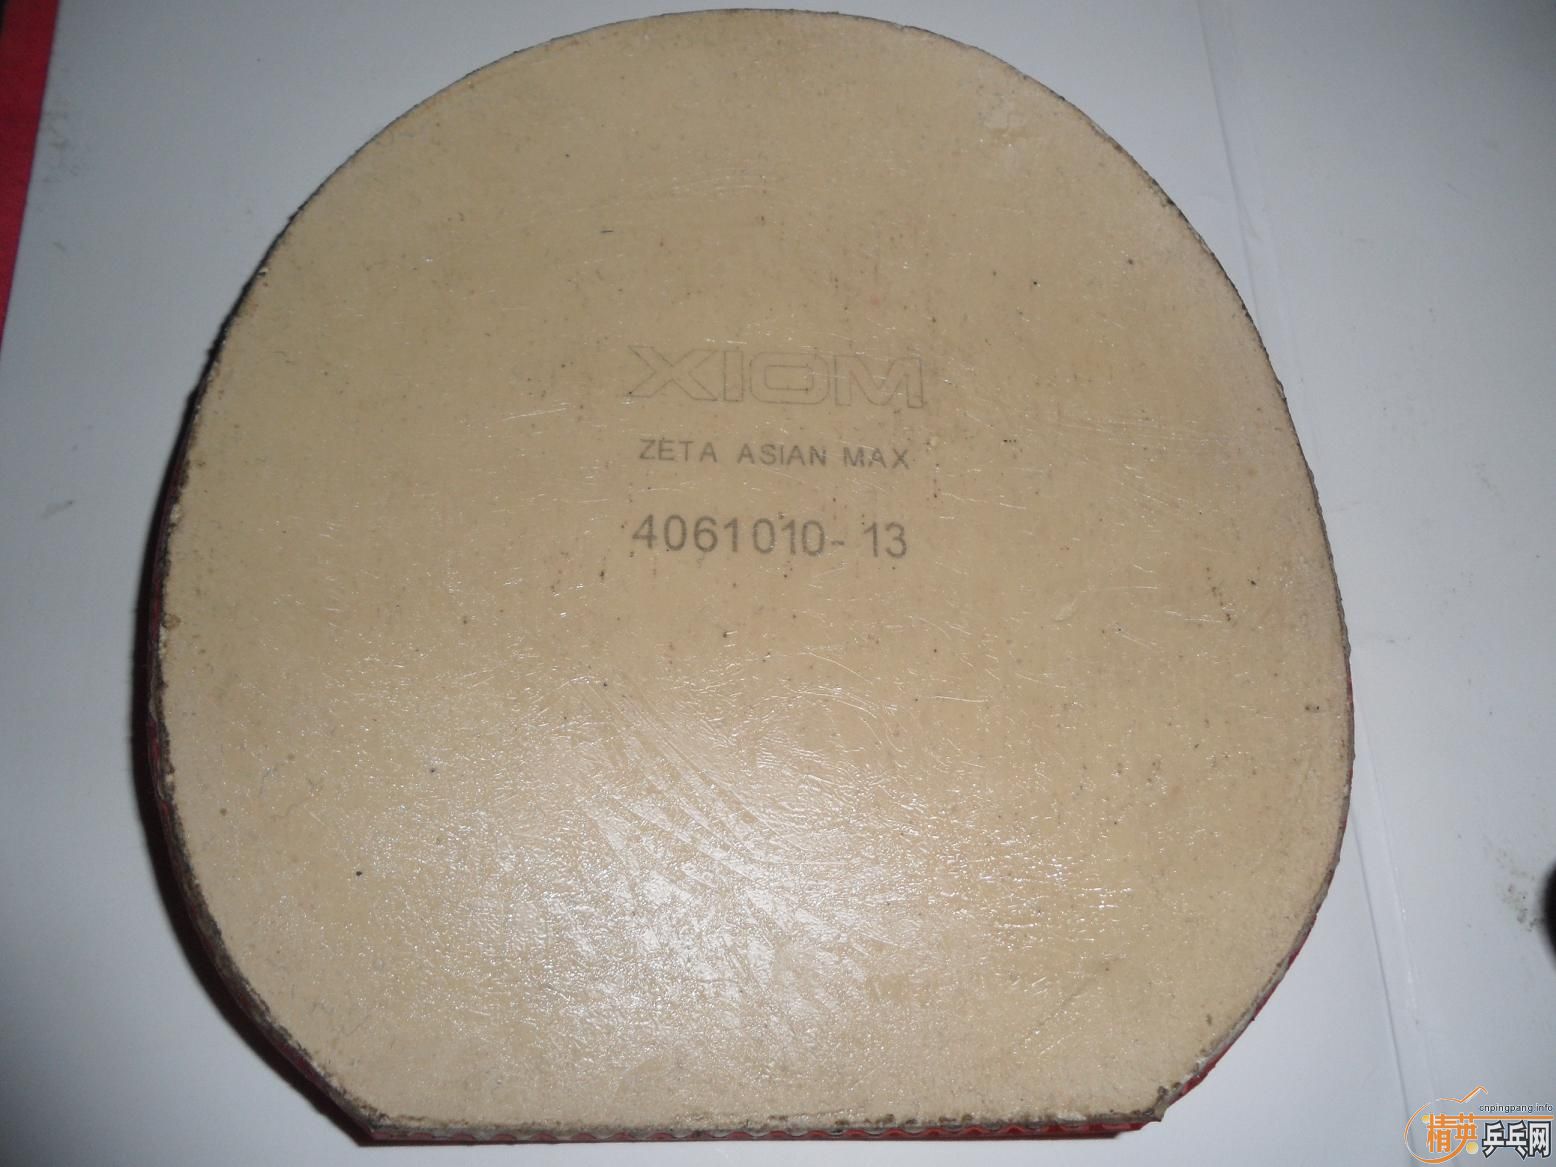 XIOM
ZETA ASIAN MAX
4061010-13
cnpingpang.info
精英乒乓网